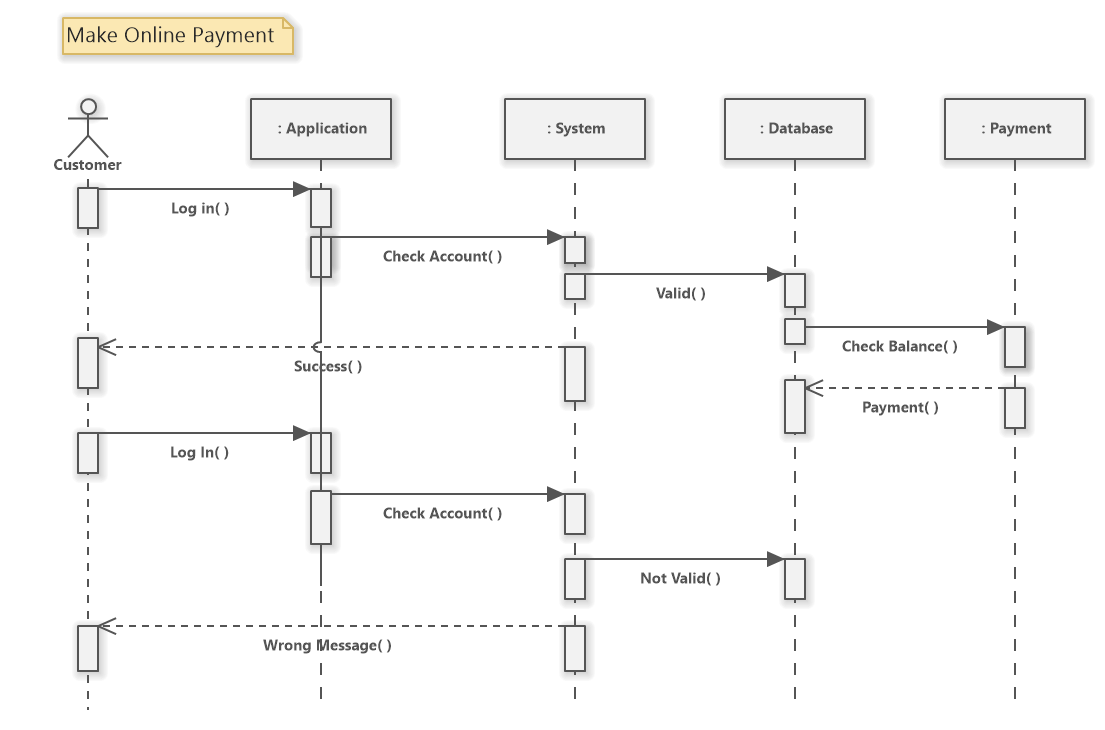 Make Online Payment
: Application
: System
: Database
: Payment
Customer
Log in( )
Check Account( )
Valid( )
Check Balance( )
Success( )
Payment( )
Log In( )
Check Account( )
Not Valid( )
Wrong Message( )